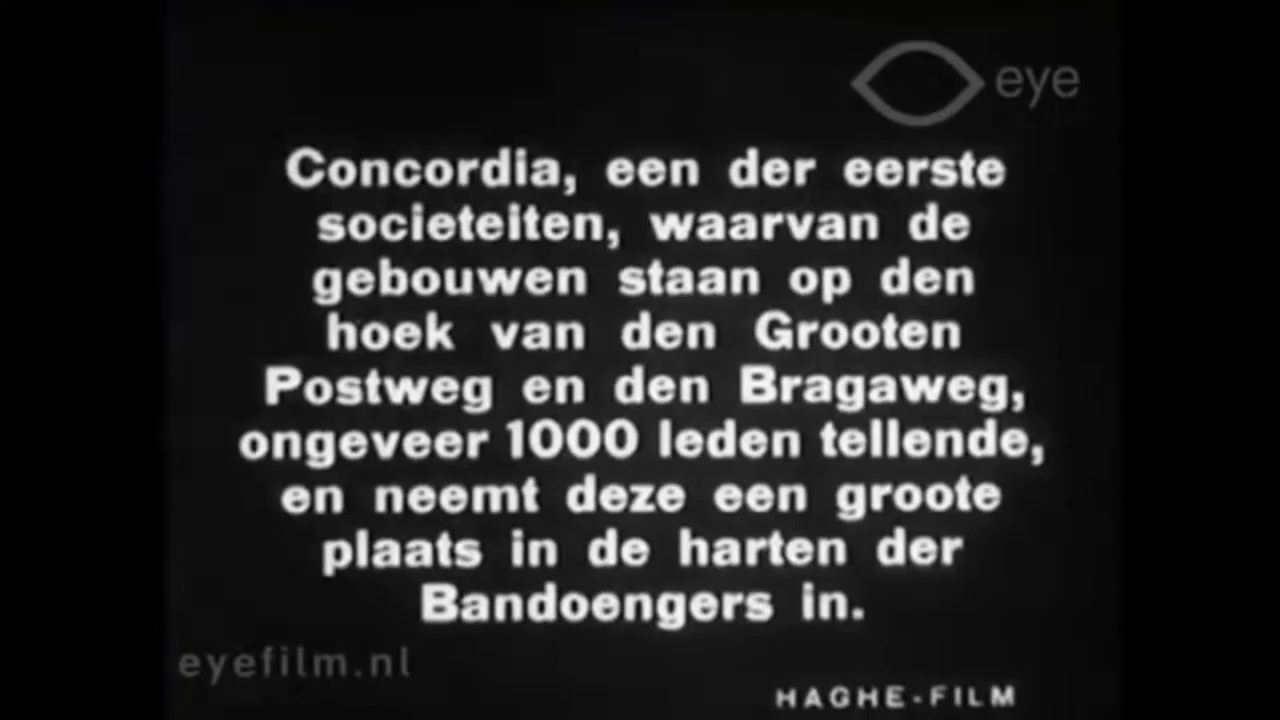 eye
Concordia, een der eerste
societeiten, waarvan de
gebouwen staan op den
hoek van den Grooten
Postweg en den Bragaweg,
ongeveer 1000 leden tellende,
en neemt deze een groote
plaats in de harten der
Bandoengers in.
eyefilm.nl
HAGHE-FILM